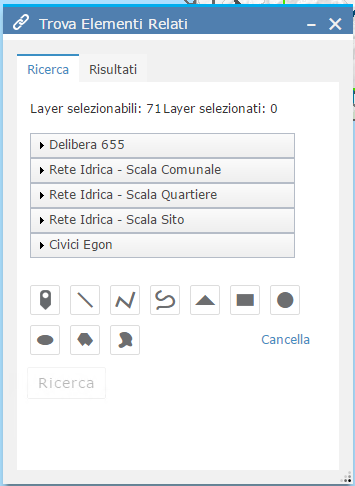 Trova Elementi Relati
Ricerca Risultati
Layer selezionabili: 71 Layer selezionati: 0
Delibera 655
Rete Idrica - Scala Comunale
Rete Idrica - Scala Quartiere
Rete Idrica - Scala Sito
Civici Egon
Cancella
Ricerca